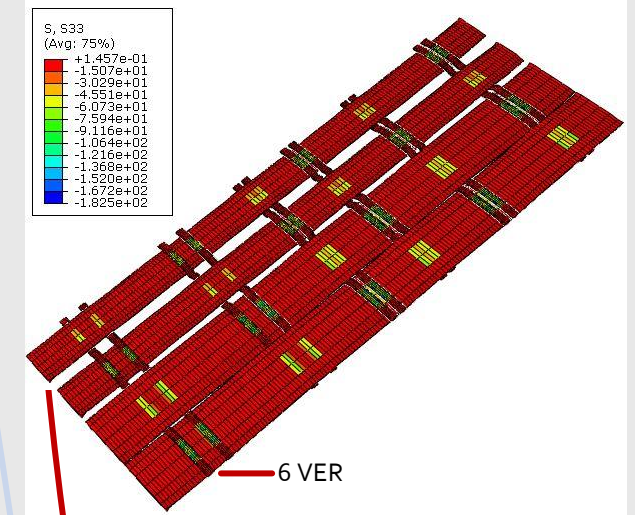 S, S33
(Avg: 75%)
+1.457e-01
-1.507e+01
-3.029e+01
-4.551e+01
-6.073e+01
-7.594e+01
-9.116e+01
-1.064e+02
-1.216e+02
-1.368e+02
-1.520e+02
-1.672e+02
-1.825e+02
6 VER